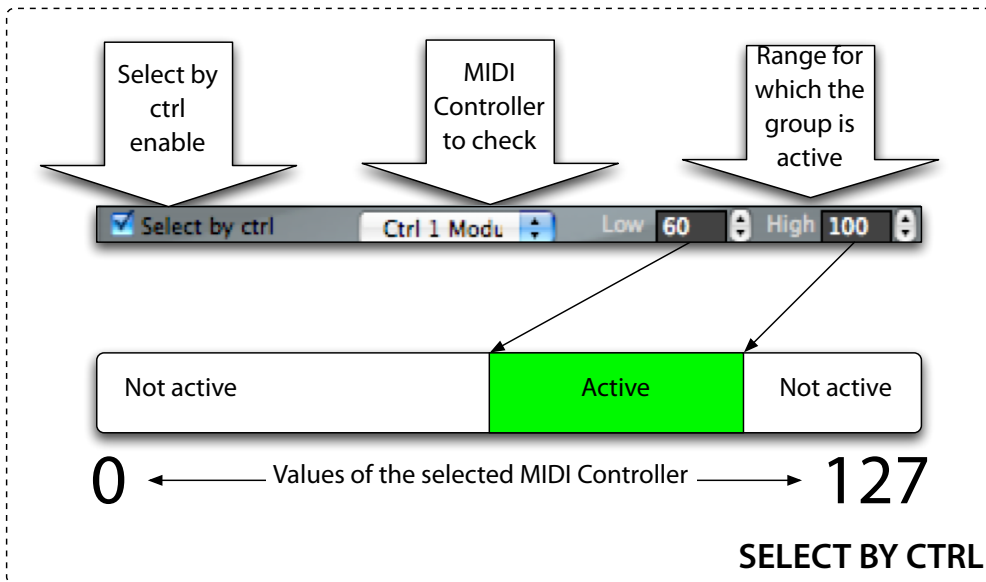 Select by
ctrl
enable
MIDI
Controller
to check
Range for
which the
group is
active
Select by ctrl Ctrl 1 Modu Low 60 High 100
Not active Active Not active
0 Values of the selected MIDI Controller 127
SELECT BY CTRL